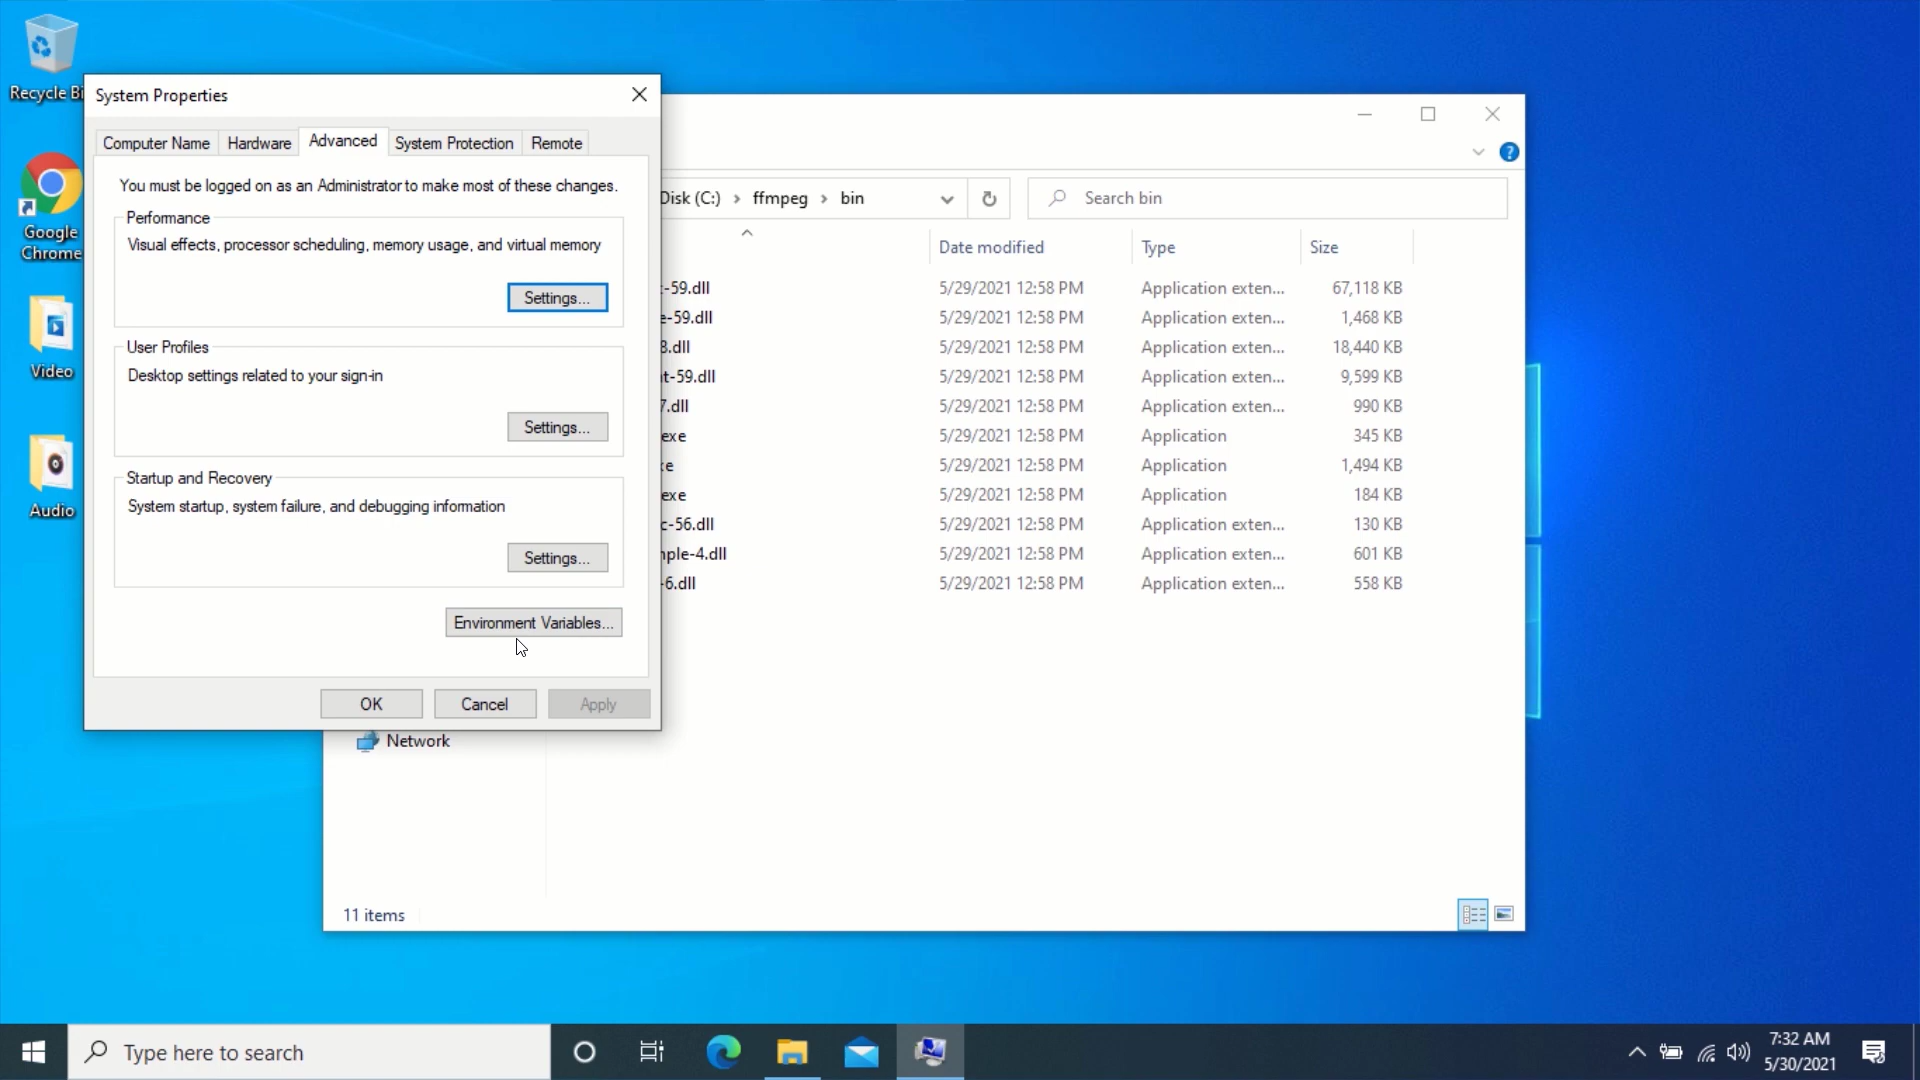 Recycle Bi
Google
Chrome
Video
Audio
System Properties
Computer Name
Hardware
Advanced
System Protection
Remote
You must be logged on as an Administrator to make most of these changes.
Performance
Visual effects, processor scheduling, memory usage, and virtual memory
Settings...
User Profiles
Desktop settings related to your sign-in
Settings...
Startup and Recovery
System startup, system failure, and debugging information
Settings...
Environment Variables...
OK
Cancel
Apply
Disk (C:) › ffmpeg › bin
Search bin
Date modified
Type
Size
-59.dll 5/29/2021 12:58 PM Application exten... 67,118 KB
e-59.dll 5/29/2021 12:58 PM Application exten... 1,468 KB
8.dll 5/29/2021 12:58 PM Application exten... 18,440 KB
t-59.dll 5/29/2021 12:58 PM Application exten... 9,599 KB
7.dll 5/29/2021 12:58 PM Application exten... 990 KB
exe 5/29/2021 12:58 PM Application 345 KB
xe 5/29/2021 12:58 PM Application 1,494 KB
exe 5/29/2021 12:58 PM Application 184 KB
c-56.dll 5/29/2021 12:58 PM Application exten... 130 KB
mple-4.dll 5/29/2021 12:58 PM Application exten... 601 KB
-6.dll 5/29/2021 12:58 PM Application exten... 558 KB
Network
11 items
Type here to search
7:32 AM
5/30/2021